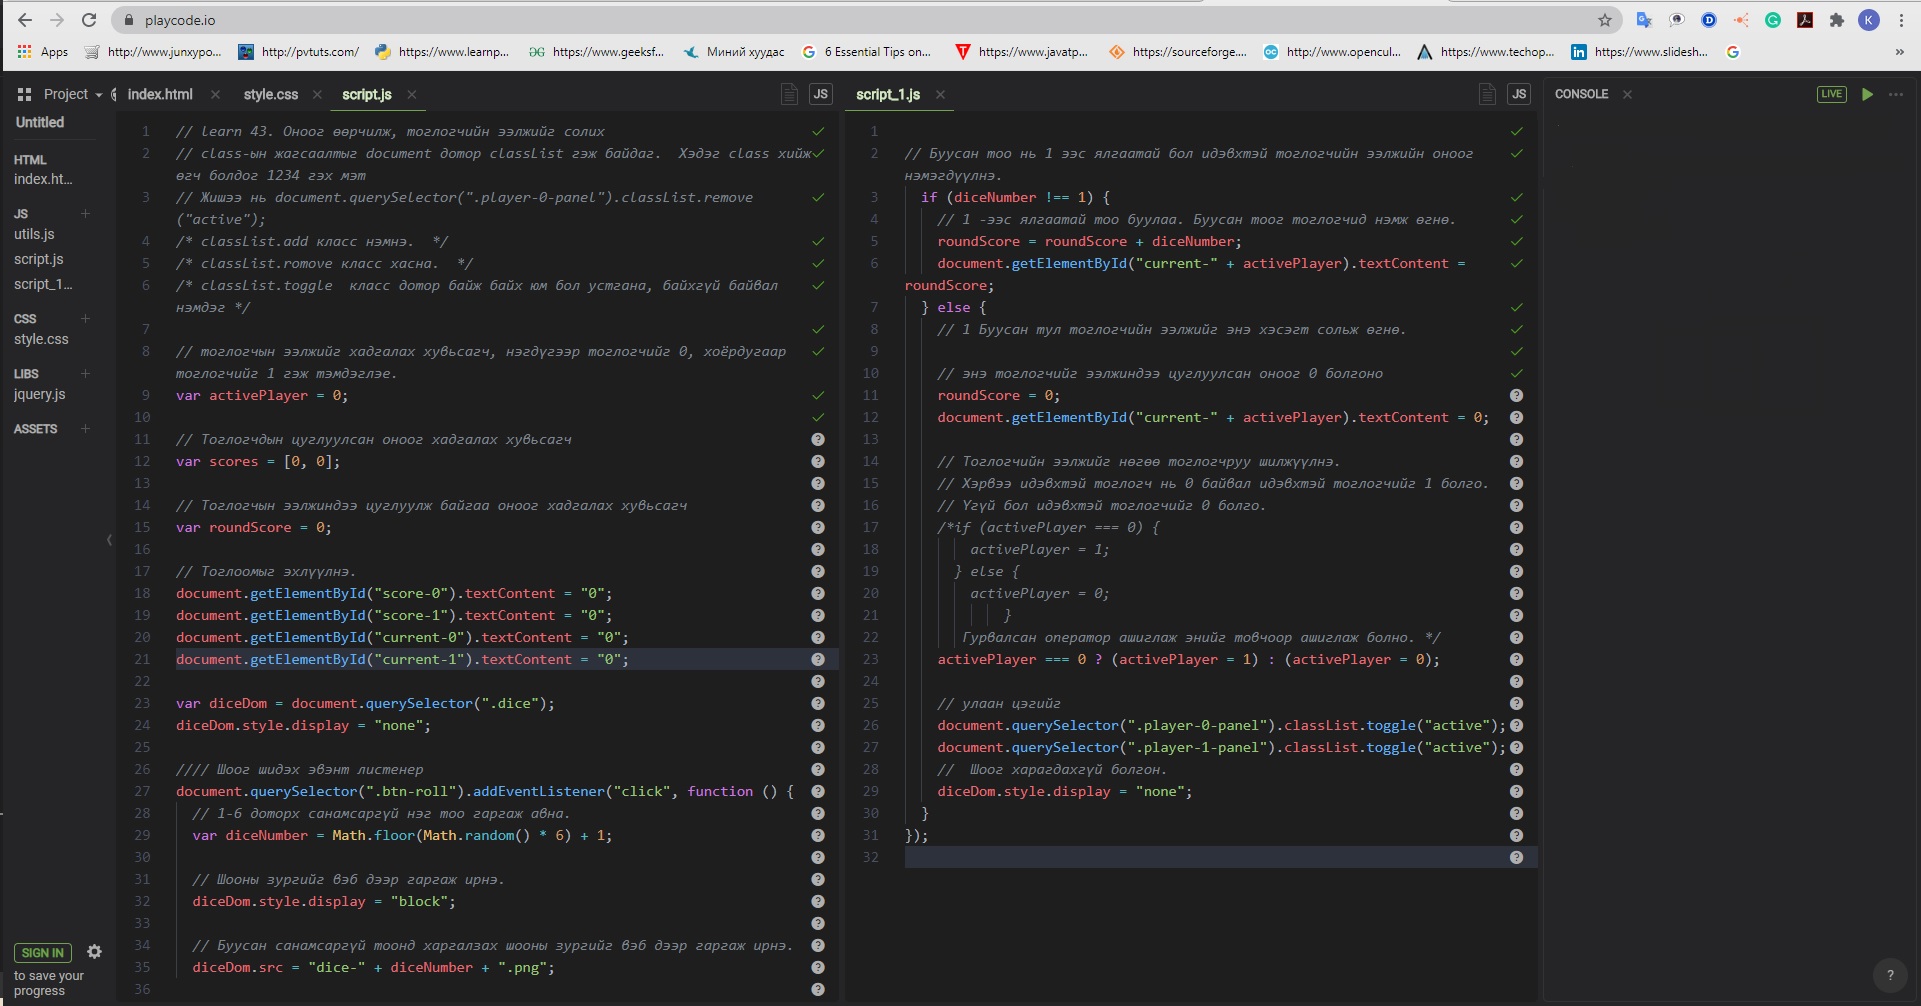 playcode.io
Apps
http://www.junxypo...
http://pvtuts.com/
https://www.learnp...
https://www.geeksf...
Миний хуудас
6 Essential Tips on...
https://www.javatp...
https://sourceforge....
http://www.opencul...
https://www.techop...
https://www.slidesh...
»
K
Project
index.html
style.css
script.js
JS
script_1.js
JS
CONSOLE
LIVE
Untitled
HTML
index.ht...
JS
utils.js
script.js
script_1...
CSS
style.css
LIBS
jquery.js
ASSETS
SIGN IN
to save your
progress
1 // learn 43. Оноог өөрчилж, тоглогчийн ээлжийг солих
2 // class-ын жагсаалтыг document дотор classList гэж байдаг.  Хэдэг class хийж
өгч болдог 1234 гэх мэт
3 // Жишээ нь document.querySelector(".player-0-panel").classList.remove
("active");
4 /* classList.add класс нэмнэ.  */
5 /* classList.romove класс хасна.  */
6 /* classList.toggle  класс дотор байж байх юм бол устгана, байхгүй байвал
нэмдэг */
7
8 // тоглогчын ээлжийг хадгалах хувьсагч, нэгдүгээр тоглогчийг 0, хоёрдугаар
тоглогчийг 1 гэж тэмдэглэе.
9 var activePlayer = 0;
10
11 // Тоглогчдын цуглуулсан оноог хадгалах хувьсагч
12 var scores = [0, 0];
13
14 // Тоглогчын ээлжиндээ цуглуулж байгаа оноог хадгалах хувьсагч
15 var roundScore = 0;
16
17 // Тоглоомыг эхлүүлнэ.
18 document.getElementById("score-0").textContent = "0";
19 document.getElementById("score-1").textContent = "0";
20 document.getElementById("current-0").textContent = "0";
21 document.getElementById("current-1").textContent = "0";
22
23 var diceDom = document.querySelector(".dice");
24 diceDom.style.display = "none";
25
26 //// Шоог шидэх эвэнт листенер
27 document.querySelector(".btn-roll").addEventListener("click", function () {
28 // 1-6 доторх санамсаргүй нэг тоо гаргаж авна.
29 var diceNumber = Math.floor(Math.random() * 6) + 1;
30
31 // Шооны зургийг вэб дээр гаргаж ирнэ.
32 diceDom.style.display = "block";
33
34 // Буусан санамсаргүй тоонд харгалзах шооны зургийг вэб дээр гаргаж ирнэ.
35 diceDom.src = "dice-" + diceNumber + ".png";
36
1
2 // Буусан тоо нь 1 ээс ялгаатай бол идэвхтэй тоглогчийн ээлжийн оноог
нэмэгдүүлнэ.
3 if (diceNumber !== 1) {
4 // 1 -ээс ялгаатай тоо буулаа. Буусан тоог тоглогчид нэмж өгнө.
5 roundScore = roundScore + diceNumber;
6 document.getElementById("current-" + activePlayer).textContent =
roundScore;
7 } else {
8 // 1 Буусан тул тоглогчийн ээлжийг энэ хэсэгт сольж өгнө.
9
10 // энэ тоглогчийг ээлжиндээ цуглуулсан оноог 0 болгоно
11 roundScore = 0;
12 document.getElementById("current-" + activePlayer).textContent = 0;
13
14 // Тоглогчийн ээлжийг нөгөө тоглогчруу шилжүүлнэ.
15 // Хэрвээ идэвхтэй тоглогч нь 0 байвал идэвхтэй тоглогчийг 1 болго.
16 // Үгүй бол идэвхтэй тоглогчийг 0 болго.
17 /*if (activePlayer === 0) {
18 activePlayer = 1;
19 } else {
20 activePlayer = 0;
21 }
22 Гурвалсан оператор ашиглаж энийг товчоор ашиглаж болно. */
23 activePlayer === 0 ? (activePlayer = 1) : (activePlayer = 0);
24
25 // улаан цэгийг
26 document.querySelector(".player-0-panel").classList.toggle("active");
27 document.querySelector(".player-1-panel").classList.toggle("active");
28 //  Шоог харагдахгүй болгон.
29 diceDom.style.display = "none";
30 }
31 });
32
?